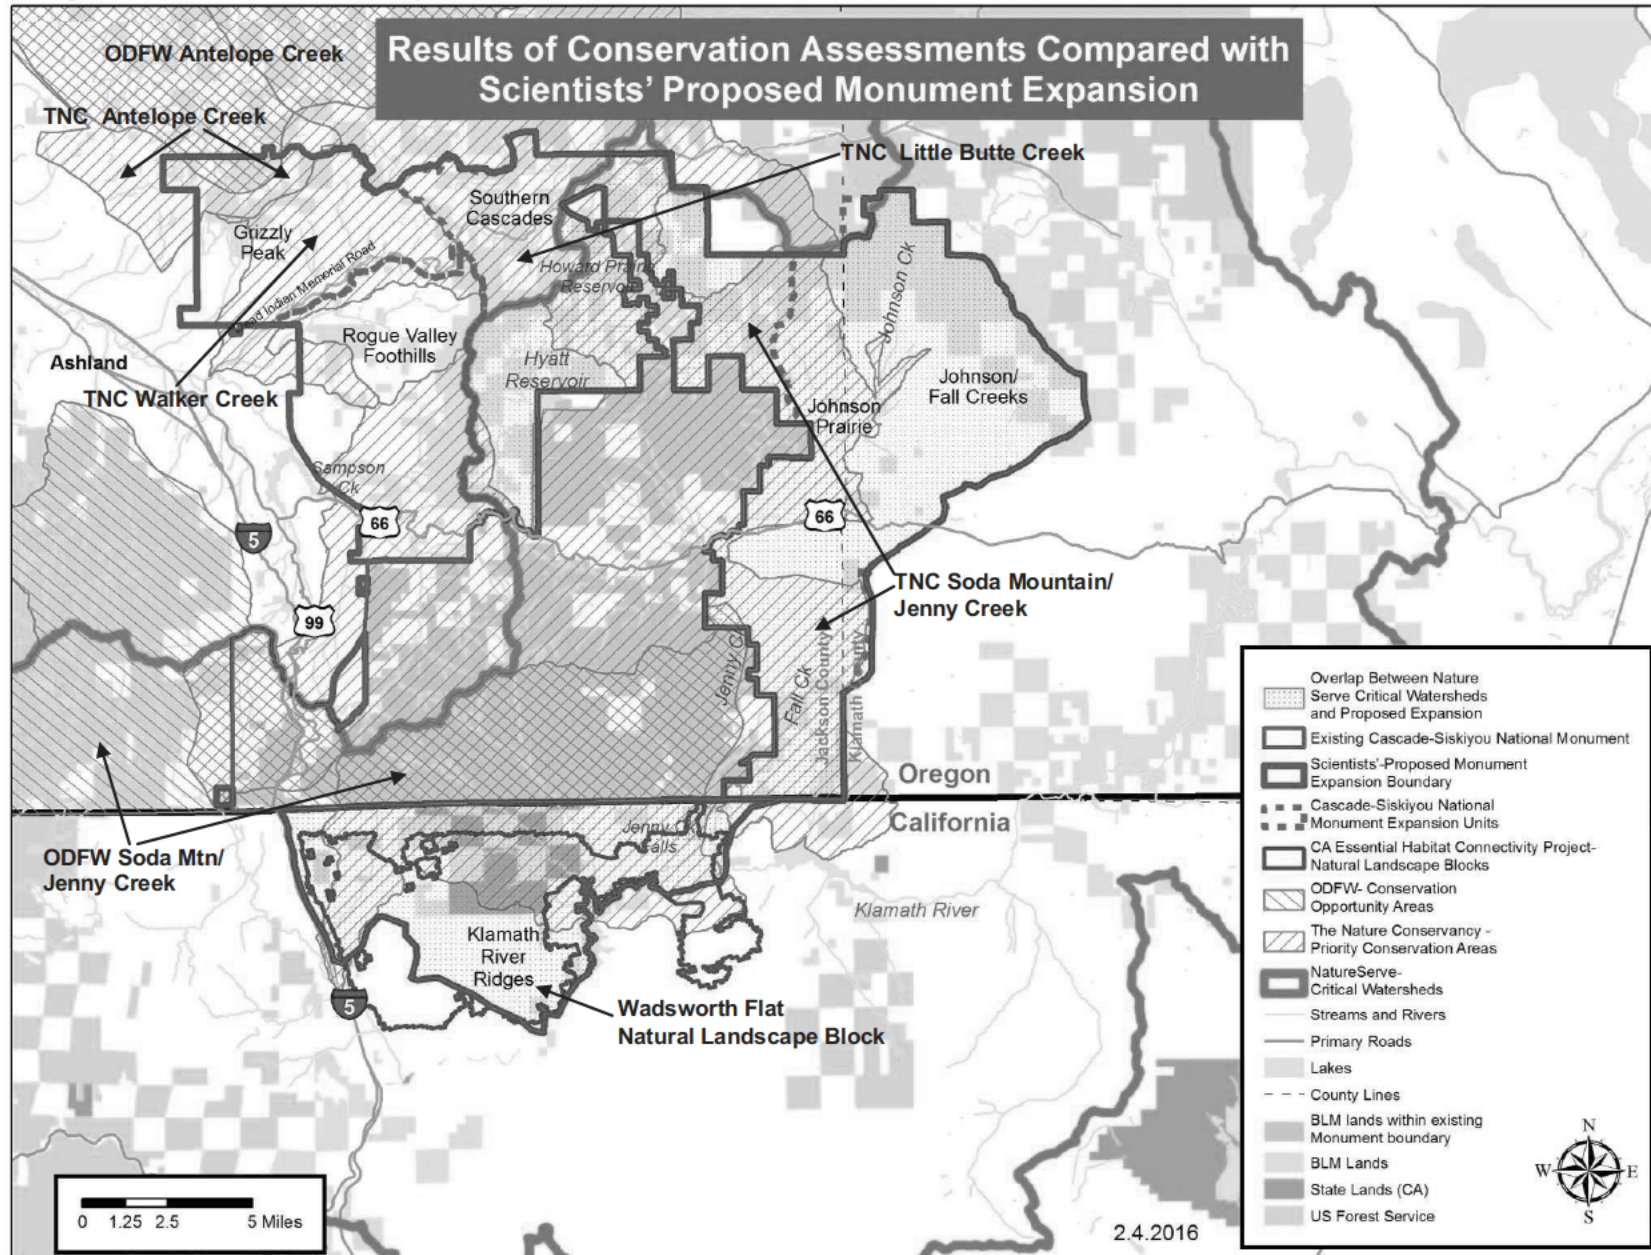 Results of Conservation Assessments Compared with
Scientists' Proposed Monument Expansion
ODFW Antelope Creek
TNC Antelope Creek
TNC Little Butte Creek
Southern
Cascades
Grizzly
Peak
Howard Prairie
Reservoir
Johnson Ck
Rogue Valley
Foothills
Ashland
Hyatt
Reservoir
TNC Walker Creek
Johnson/
Fall Creeks
Johnson
Prairie
Sampson
Ck
66
66
5
TNC Soda Mountain/
Jenny Creek
99
Jenny Ck
Fall Ck
Jackson County
Klamath County
Oregon
California
Jenny Ck
Falls
ODFW Soda Mtn/
Jenny Creek
Klamath River
Klamath
River
Ridges
5
Wadsworth Flat
Natural Landscape Block
Overlap Between Nature
Serve Critical Watersheds
and Proposed Expansion
Existing Cascade-Siskiyou National Monument
Scientists'-Proposed Monument
Expansion Boundary
Cascade-Siskiyou National
Monument Expansion Units
CA Essential Habitat Connectivity Project-
Natural Landscape Blocks
ODFW- Conservation
Opportunity Areas
The Nature Conservancy -
Priority Conservation Areas
NatureServe-
Critical Watersheds
Streams and Rivers
Primary Roads
Lakes
County Lines
BLM lands within existing
Monument boundary
BLM Lands
State Lands (CA)
US Forest Service
N
W E
S
0 1.25 2.5 5 Miles
2.4.2016